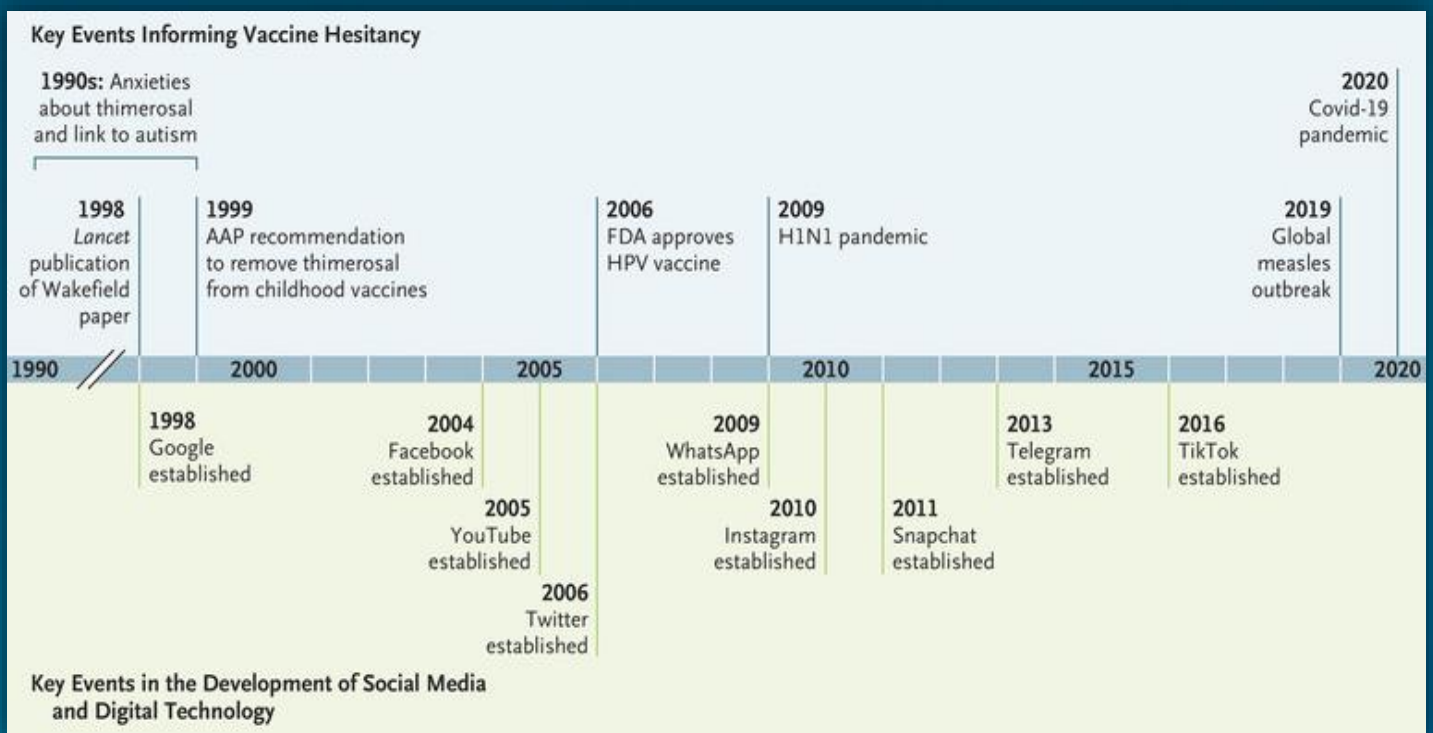 Key Events Informing Vaccine Hesitancy
1990s: Anxieties
about thimerosal
and link to autism
2020
Covid-19
pandemic
1998
Lancet
publication
of Wakefield
paper
1999
AAP recommendation
to remove thimerosal
from childhood vaccines
2006
FDA approves
HPV vaccine
2009
H1N1 pandemic
2019
Global
measles
outbreak
1990 2000 2005 2010 2015 2020
1998
Google
established
2004
Facebook
established
2005
YouTube
established
2006
Twitter
established
2009
WhatsApp
established
2010
Instagram
established
2011
Snapchat
established
2013
Telegram
established
2016
TikTok
established
Key Events in the Development of Social Media
and Digital Technology